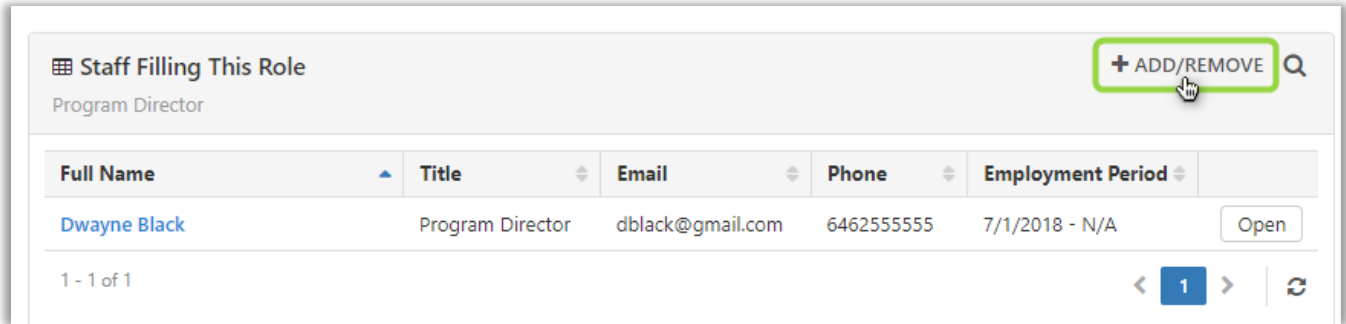 Staff Filling This Role
+ ADD/REMOVE
Program Director
Full Name Title Email Phone Employment Period
Dwayne Black Program Director dblack@gmail.com 6462555555 7/1/2018 - N/A Open
1 - 1 of 1
1